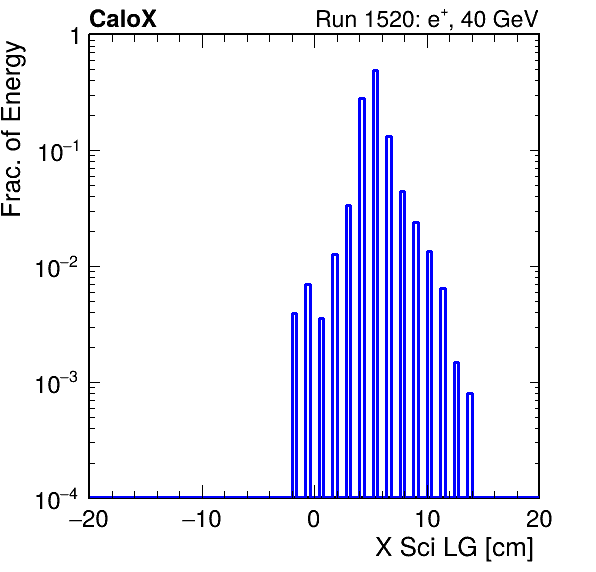 CaloX
Run 1520: e⁺, 40 GeV
Frac. of Energy
1
10⁻¹
10⁻²
10⁻³
10⁻⁴
−20
−10
0
10
20
X Sci LG [cm]